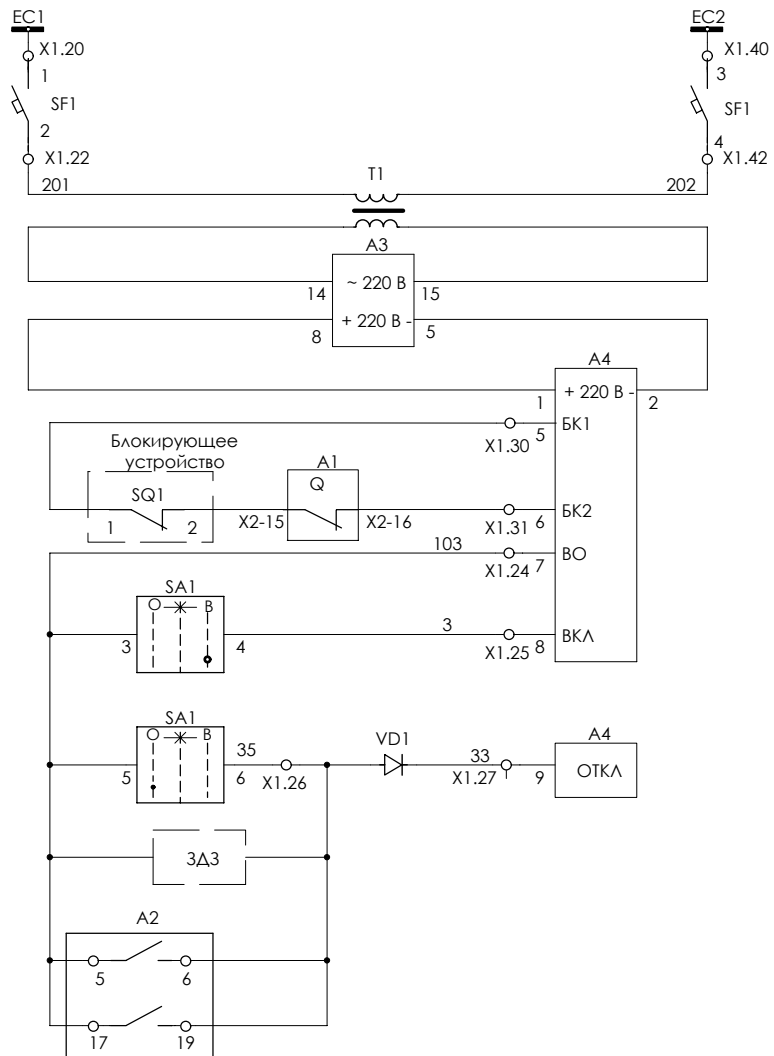 EC1 EC2
X1.20 X1.40
1 3
SF1 SF1
2 4
X1.22 X1.42
201 T1 202
A3
~ 220 В
14 15
+ 220 В -
8 5
A4
+ 220 В -
1 2
БК1
X1.30 5
Блокирующее
устройство
A1
SQ1 Q
1 2 X2-15 X2-16 БК2
X1.31 6
103 ВО
X1.24 7
SA1
О В
3 4 3 ВКЛ
X1.25 8
SA1
О В VD1 A4
35 33
5 6 X1.26 X1.27 9 ОТКЛ
ЗДЗ
A2
5 6
17 19